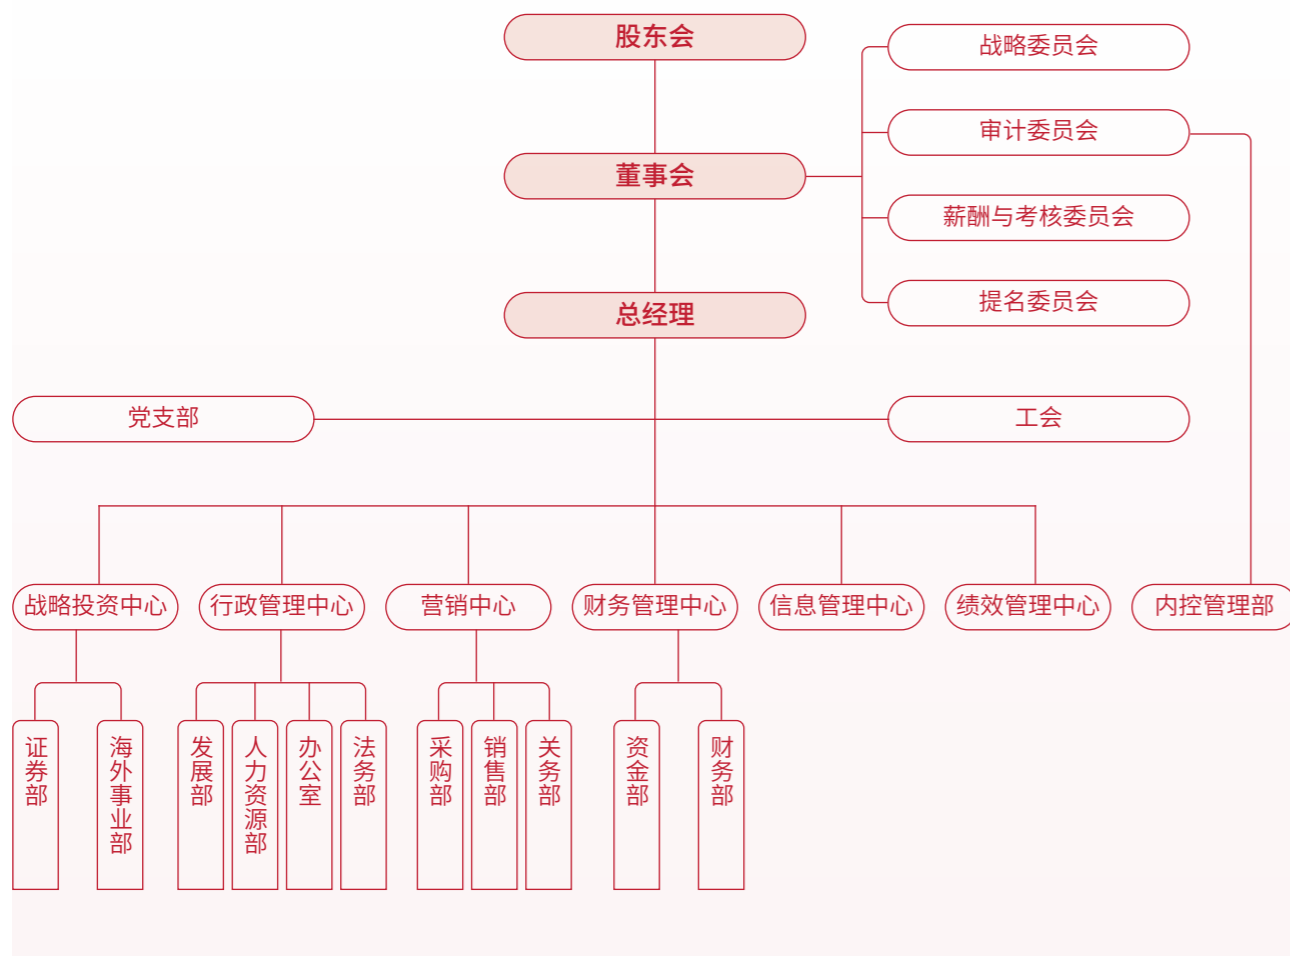 股东会
战略委员会
审计委员会
董事会
薪酬与考核委员会
提名委员会
总经理
党支部
工会
战略投资中心
行政管理中心
营销中心
财务管理中心
信息管理中心
绩效管理中心
内控管理部
证券部
海外事业部
发展部
人力资源部
办公室
法务部
采购部
销售部
关务部
资金部
财务部